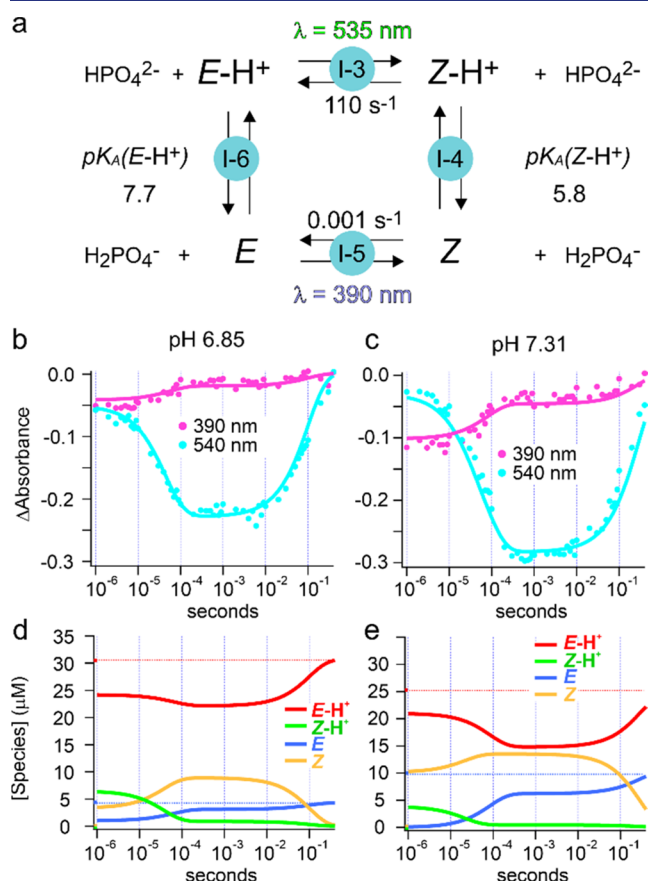 a
λ = 535 nm
HPO₄²⁻ + E-H⁺ I-3 Z-H⁺ + HPO₄²⁻
110 s⁻¹
pKA(E-H⁺) I-6 I-4 pKA(Z-H⁺)
7.7 5.8
0.001 s⁻¹
H₂PO₄⁻ + E I-5 Z + H₂PO₄⁻
λ = 390 nm
b pH 6.85
0.0
-0.1
-0.2
-0.3
ΔAbsorbance
390 nm
540 nm
10⁻⁶ 10⁻⁵ 10⁻⁴ 10⁻³ 10⁻² 10⁻¹
seconds
c pH 7.31
0.0
-0.1
-0.2
-0.3
390 nm
540 nm
10⁻⁶ 10⁻⁵ 10⁻⁴ 10⁻³ 10⁻² 10⁻¹
seconds
d
35
30
25
20
15
10
5
0
[Species] (μM)
E-H⁺
Z-H⁺
E
Z
10⁻⁶ 10⁻⁵ 10⁻⁴ 10⁻³ 10⁻² 10⁻¹
seconds
e
30
25
20
15
10
5
0
E-H⁺
Z-H⁺
E
Z
10⁻⁶ 10⁻⁵ 10⁻⁴ 10⁻³ 10⁻² 10⁻¹
seconds